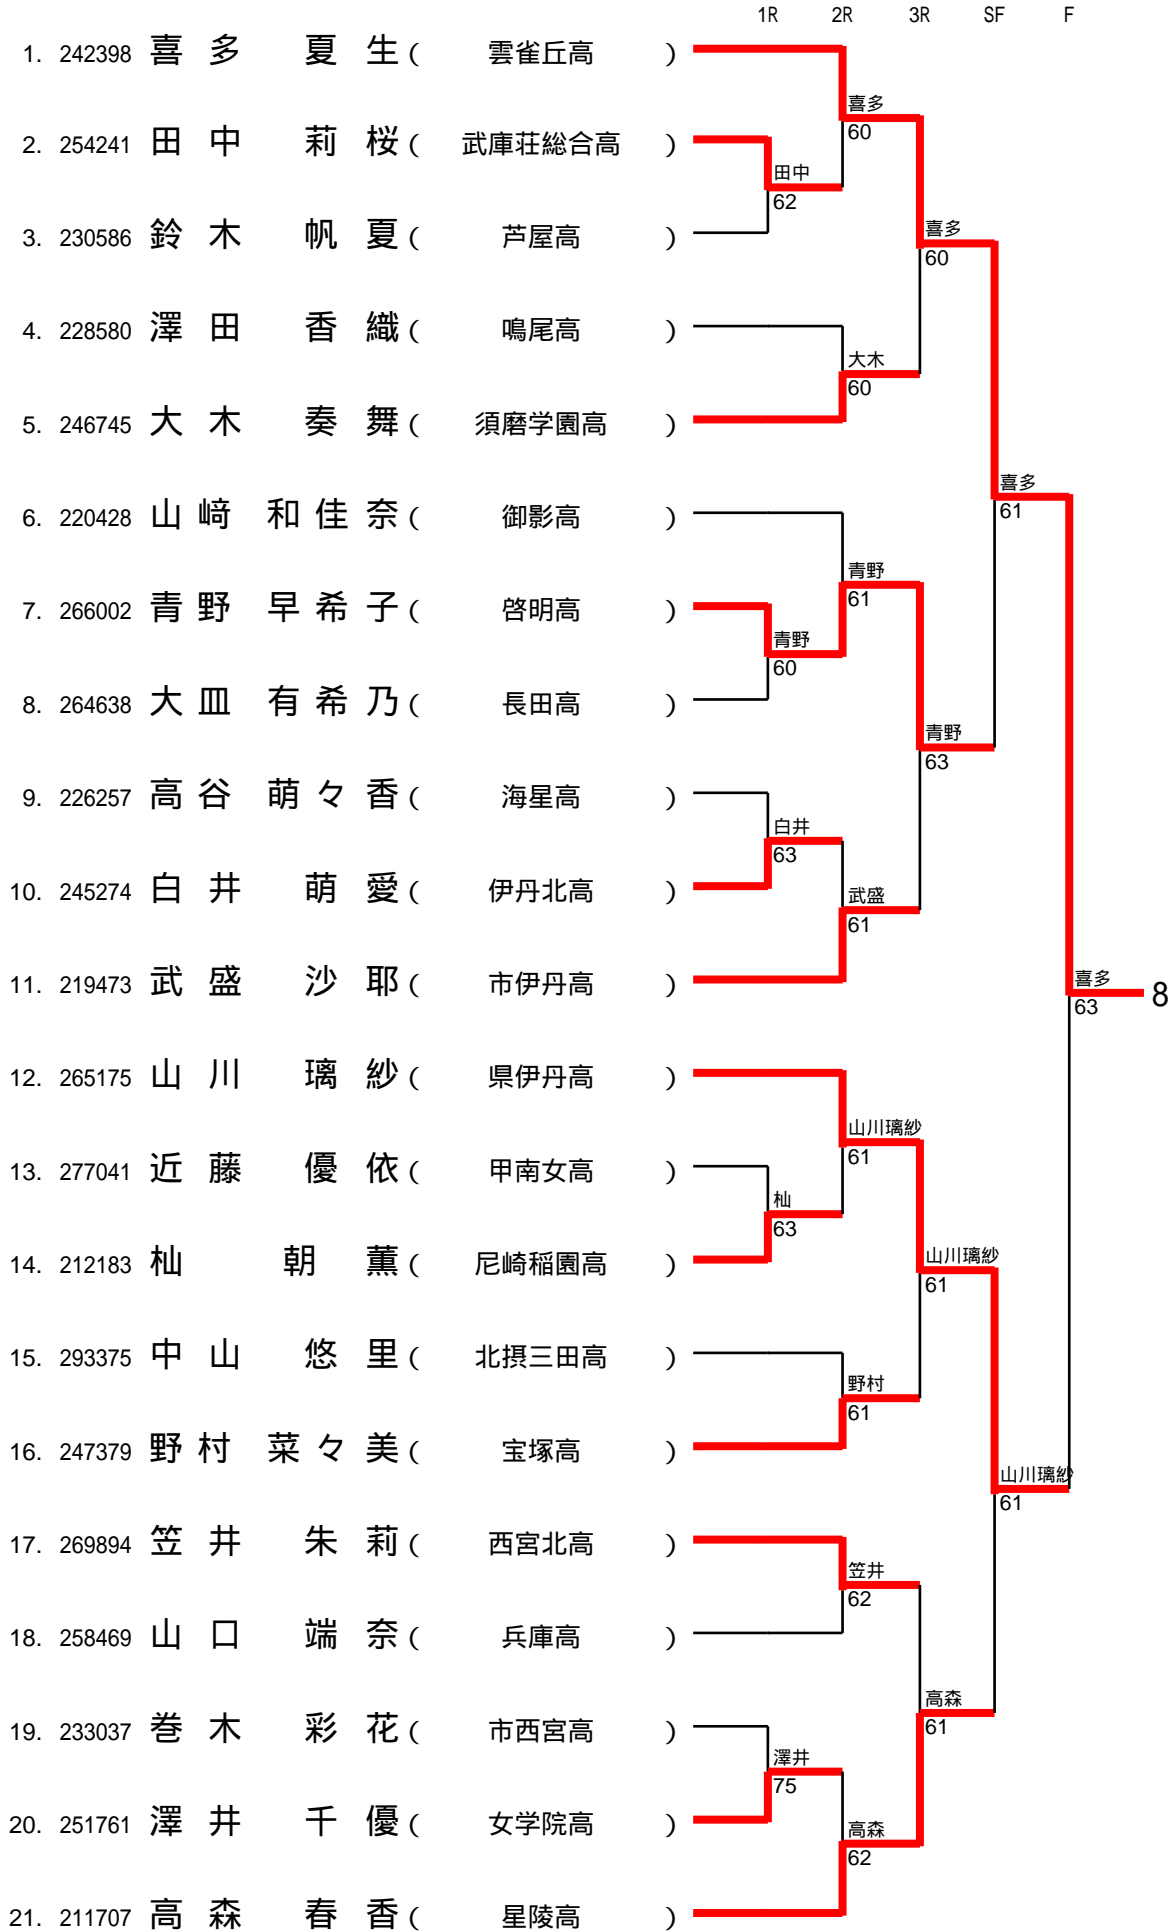 1R 2R 3R SF F
1. 242398 喜多 夏生 ( 雲雀丘高 )
喜多
60
2. 254241 田中 莉桜 ( 武庫荘総合高 )
田中
62
3. 230586 鈴木 帆夏 ( 芦屋高 )
喜多
60
4. 228580 澤田 香織 ( 鳴尾高 )
大木
60
5. 246745 大木 奏舞 ( 須磨学園高 )
喜多
61
6. 220428 山﨑 和佳奈 ( 御影高 )
青野
61
7. 266002 青野 早希子 ( 啓明高 )
青野
60
8. 264638 大皿 有希乃 ( 長田高 )
青野
63
9. 226257 高谷 萌々香 ( 海星高 )
白井
63
10. 245274 白井 萌愛 ( 伊丹北高 )
武盛
61
11. 219473 武盛 沙耶 ( 市伊丹高 )
喜多
63
8
12. 265175 山川 璃紗 ( 県伊丹高 )
山川璃紗
61
13. 277041 近藤 優依 ( 甲南女高 )
杣
63
14. 212183 杣 朝薫 ( 尼崎稲園高 )
山川璃紗
61
15. 293375 中山 悠里 ( 北摂三田高 )
野村
61
16. 247379 野村 菜々美 ( 宝塚高 )
山川璃紗
61
17. 269894 笠井 朱莉 ( 西宮北高 )
笠井
62
18. 258469 山口 端奈 ( 兵庫高 )
高森
61
19. 233037 巻木 彩花 ( 市西宮高 )
澤井
75
20. 251761 澤井 千優 ( 女学院高 )
高森
62
21. 211707 高森 春香 ( 星陵高 )